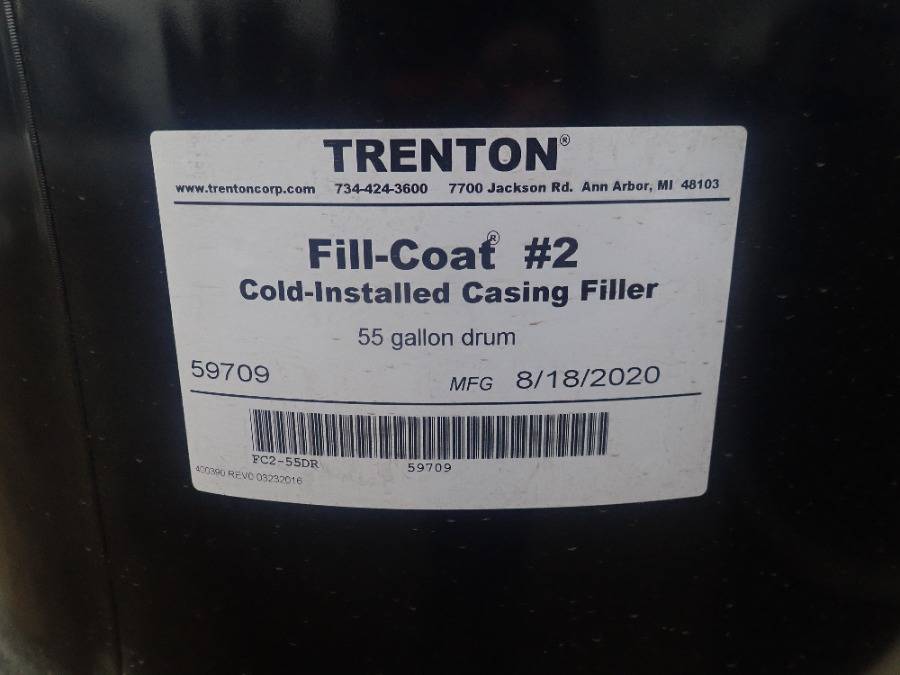 TRENTON®
www.trentoncorp.com 734-424-3600 7700 Jackson Rd. Ann Arbor, MI 48103
Fill-Coat® #2
Cold-Installed Casing Filler
55 gallon drum
59709 MFG 8/18/2020
FC2-55DR 59709
400390 REV0 03232016